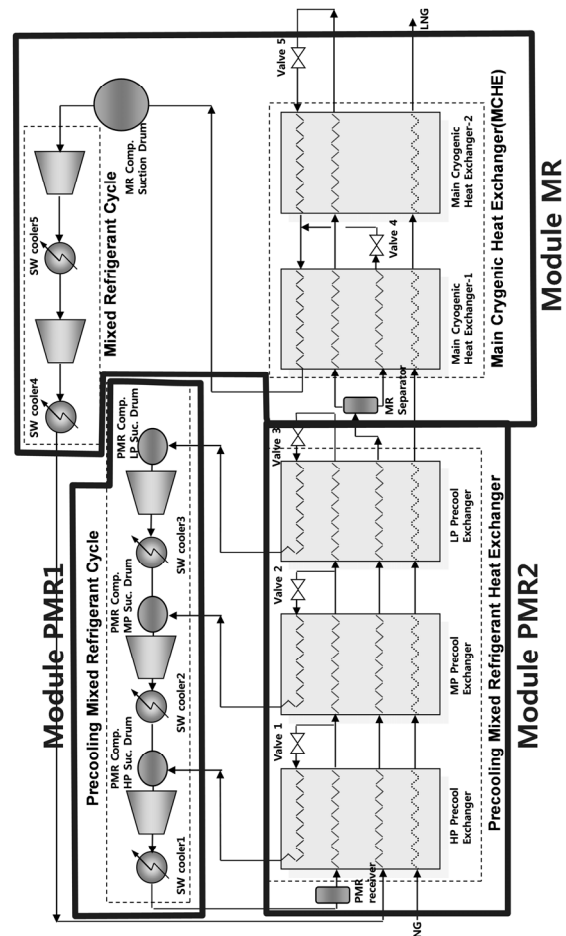 LNG
Valve 5
MR Comp.
Suction Drum
SW cooler5
SW cooler4
Mixed Refrigerant Cycle
Main Cryogenic
Heat Exchanger-2
Valve 4
Main Cryogenic
Heat Exchanger-1
Main Crygenic Heat Exchanger(MCHE)
Module MR
MR
Separator
Module PMR1
Precooling Mixed Refrigerant Cycle
PMR Comp.
LP Suc. Drum
SW cooler3
PMR Comp.
MP Suc. Drum
SW cooler2
PMR Comp.
HP Suc. Drum
SW cooler1
Valve 3
LP Precool
Exchanger
Valve 2
MP Precool
Exchanger
Valve 1
HP Precool
Exchanger
PMR
receiver
NG
Precooling Mixed Refrigerant Heat Exchanger
Module PMR2